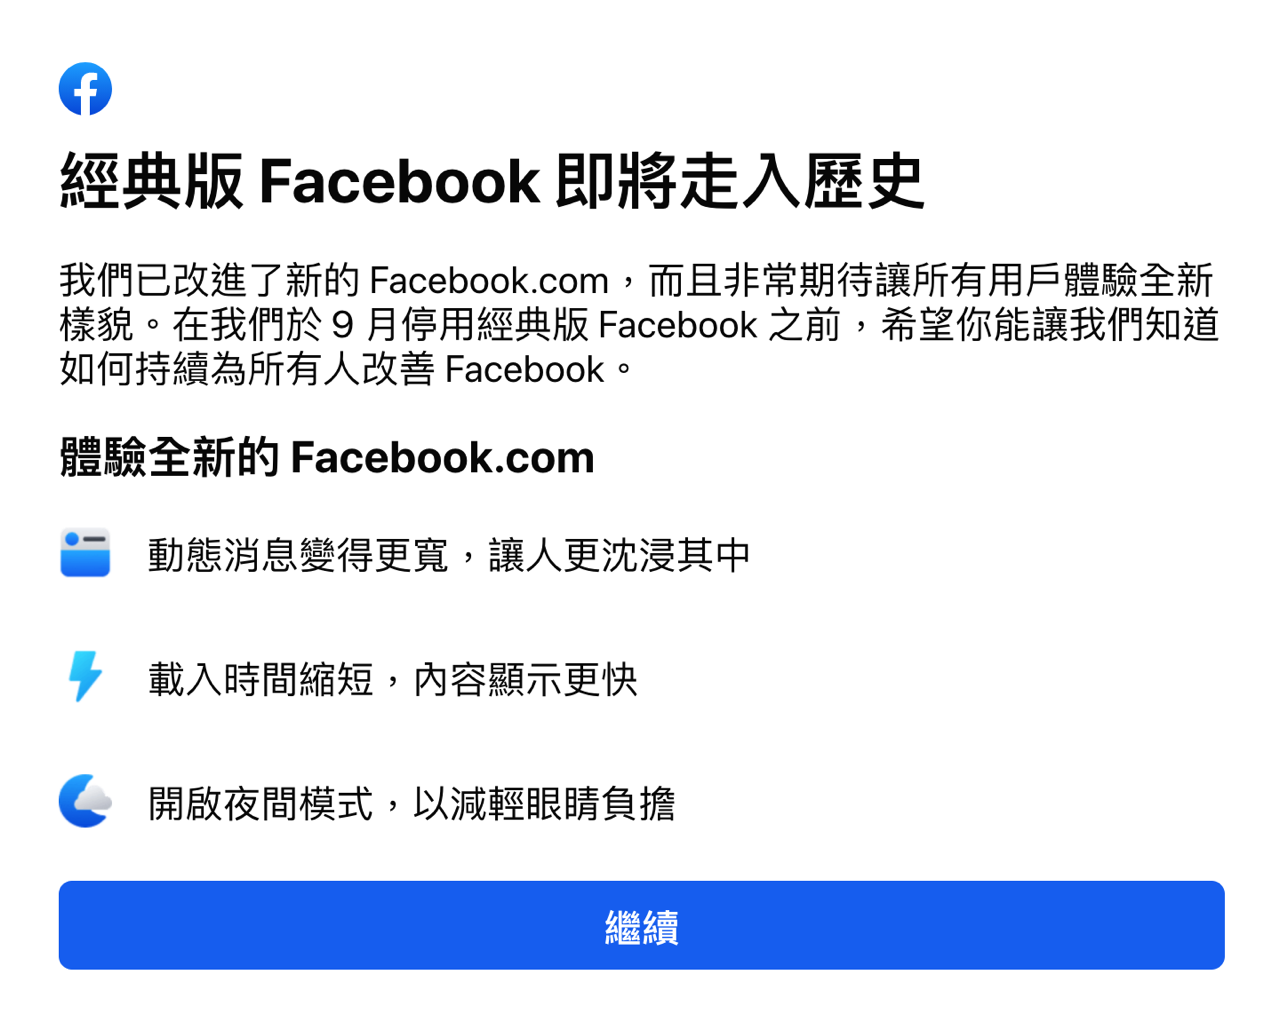 經典版 Facebook 即將走入歷史
我們已改進了新的 Facebook.com，而且非常期待讓所有用戶體驗全新
樣貌。在我們於 9 月停用經典版 Facebook 之前，希望你能讓我們知道
如何持續為所有人改善 Facebook。
體驗全新的 Facebook.com
動態消息變得更寬，讓人更沈浸其中
載入時間縮短，內容顯示更快
開啟夜間模式，以減輕眼睛負擔
繼續